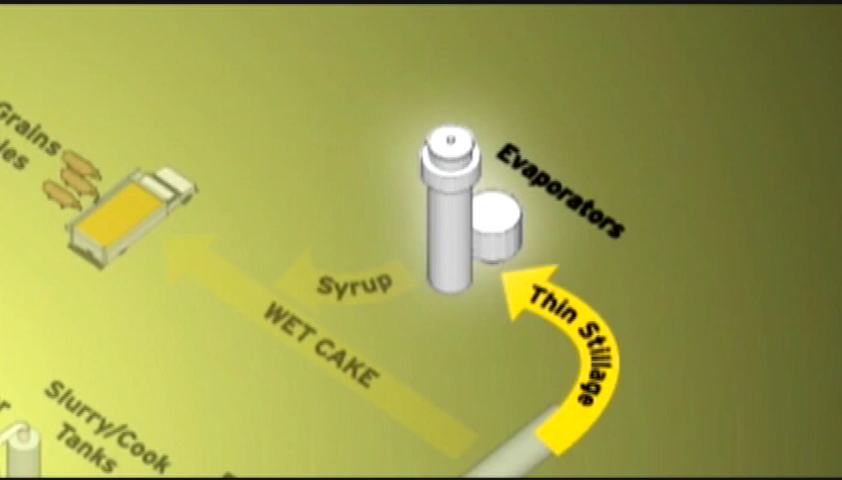 Grains
Evaporators
Syrup
Thin Stillage
WET CAKE
Slurry/Cook
Tanks